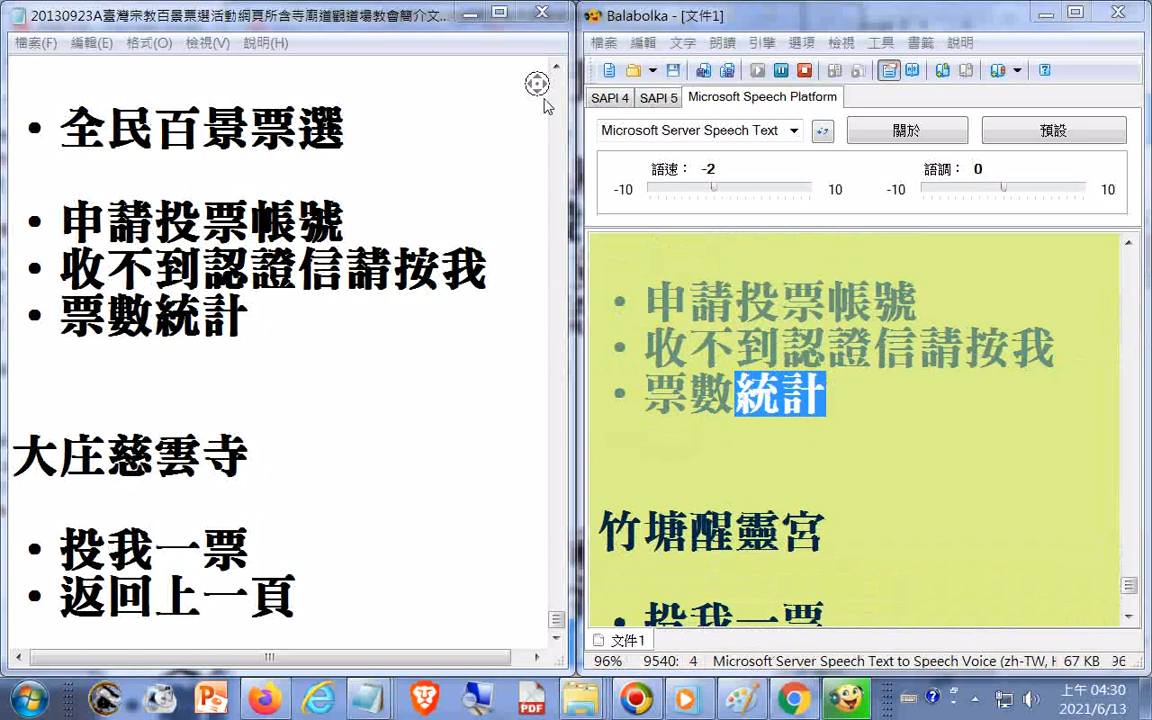 20130923A臺灣宗教百景票選活動網頁所含寺廟道觀道場教會簡介文...
檔案(F) 編輯(E) 格式(O) 檢視(V) 說明(H)
• 全民百景票選
• 申請投票帳號
• 收不到認證信請按我
• 票數統計
大庄慈雲寺
• 投我一票
• 返回上一頁
Balabolka - [文件1]
檔案 編輯 文字 朗讀 引擎 選項 檢視 工具 書籤 說明
SAPI 4 SAPI 5 Microsoft Speech Platform
Microsoft Server Speech Text 關於 預設
語速： -2 語調： 0
-10 10 -10 10
• 申請投票帳號
• 收不到認證信請按我
• 票數統計
竹塘醒靈宮
• 投我一票
文件1
96% 9540: 4 Microsoft Server Speech Text to Speech Voice (zh-TW, H 67 KB 96
PDF
上午 04:30
2021/6/13